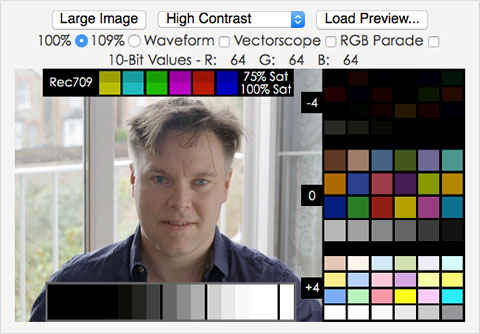 Large Image High Contrast Load Preview...
100% 109% Waveform Vectorscope RGB Parade
10-Bit Values - R: 64 G: 64 B: 64
Rec709 75% Sat
100% Sat
-4
0
+4